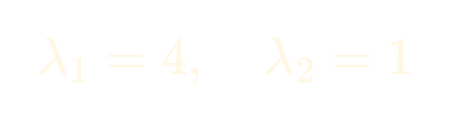 λ₁ = 4, λ₂ = 1